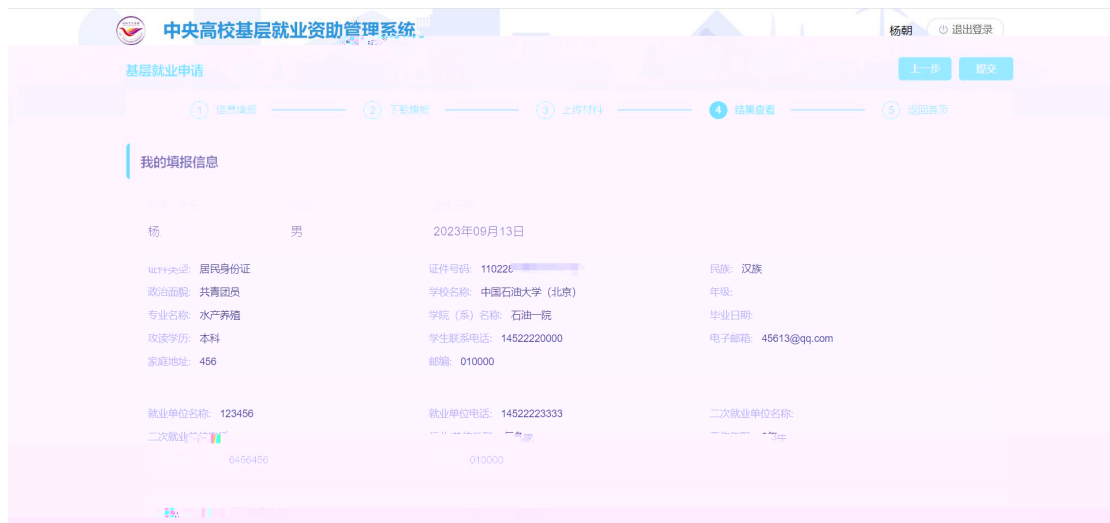 中央高校基层就业资助管理系统
杨朝 退出登录
基层就业申请 上一步 提交
1 信息填报 2 下载模板 3 上传材料 4 结果查看 5 返回首页
我的填报信息
杨 男 2023年09月13日
证件类型: 居民身份证 证件号码: 110228 民族: 汉族
政治面貌: 共青团员 学校名称: 中国石油大学（北京） 年级:
专业名称: 水产养殖 学院（系）名称: 石油一院 毕业日期:
攻读学历: 本科 学生联系电话: 14522220000 电子邮箱: 45613@qq.com
家庭地址: 456 邮编: 010000
就业单位名称: 123456 就业单位电话: 14522223333 二次就业单位名称:
二次就业
6456456 010000